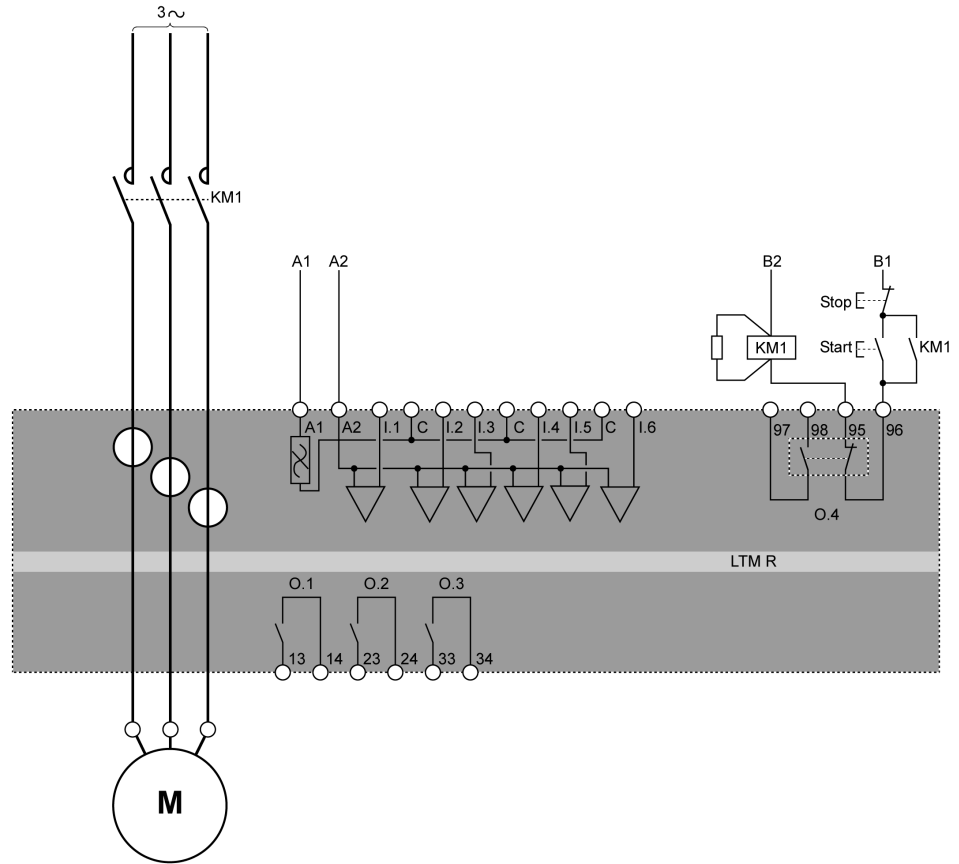 3∼
KM1
A1 A2 B2 B1
Stop
KM1 Start KM1
A1 A2 I.1 C I.2 I.3 C I.4 I.5 C I.6 97 98 95 96
O.4
LTM R
O.1 O.2 O.3
13 14 23 24 33 34
M